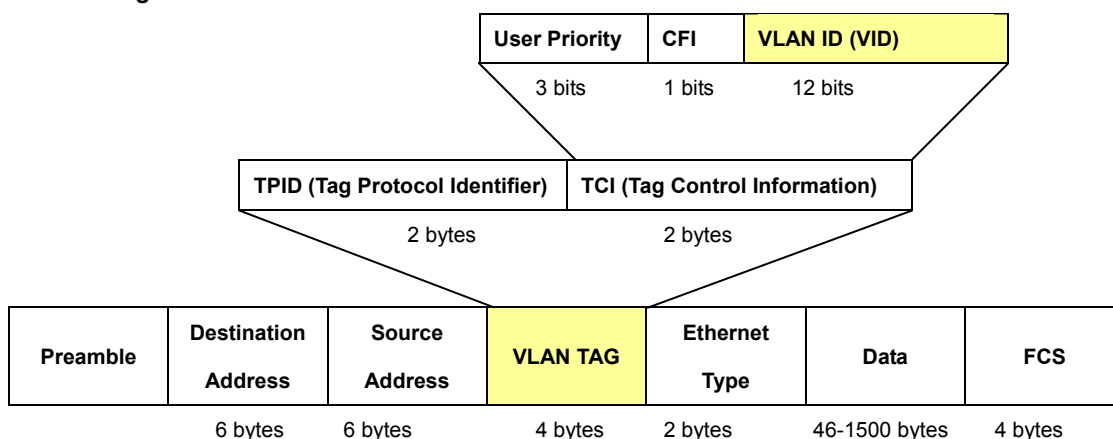 User Priority CFI VLAN ID (VID)
3 bits 1 bits 12 bits
TPID (Tag Protocol Identifier) TCI (Tag Control Information)
2 bytes 2 bytes
Preamble Destination Address Source Address VLAN TAG Ethernet Type Data FCS
6 bytes 6 bytes 4 bytes 2 bytes 46-1500 bytes 4 bytes